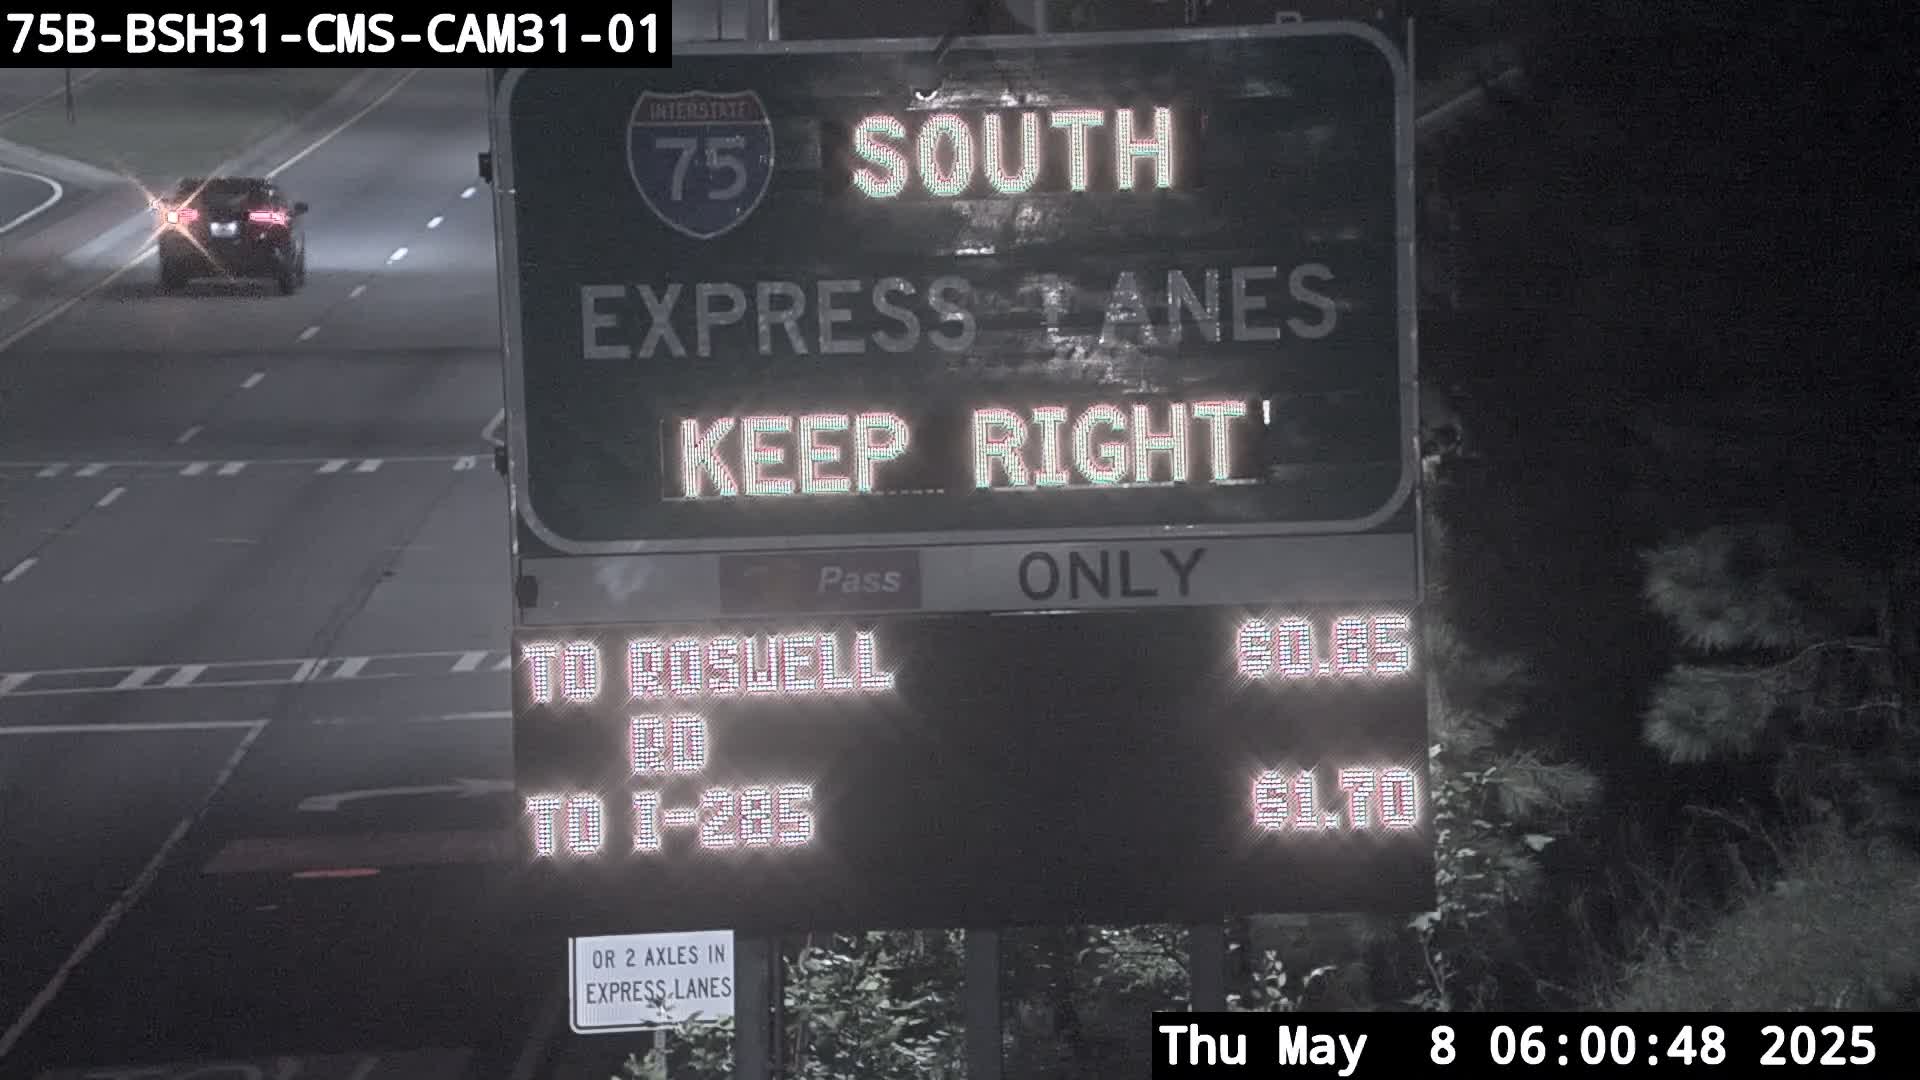 75B-BSH31-CMS-CAM31-01
INTERSTATE
75
SOUTH
EXPRESS LANES
KEEP RIGHT
Pass
ONLY
TO ROSWELL $0.85
RD
TO I-285 $1.70
OR 2 AXLES IN
EXPRESS LANES
Thu May 8 06:00:48 2025